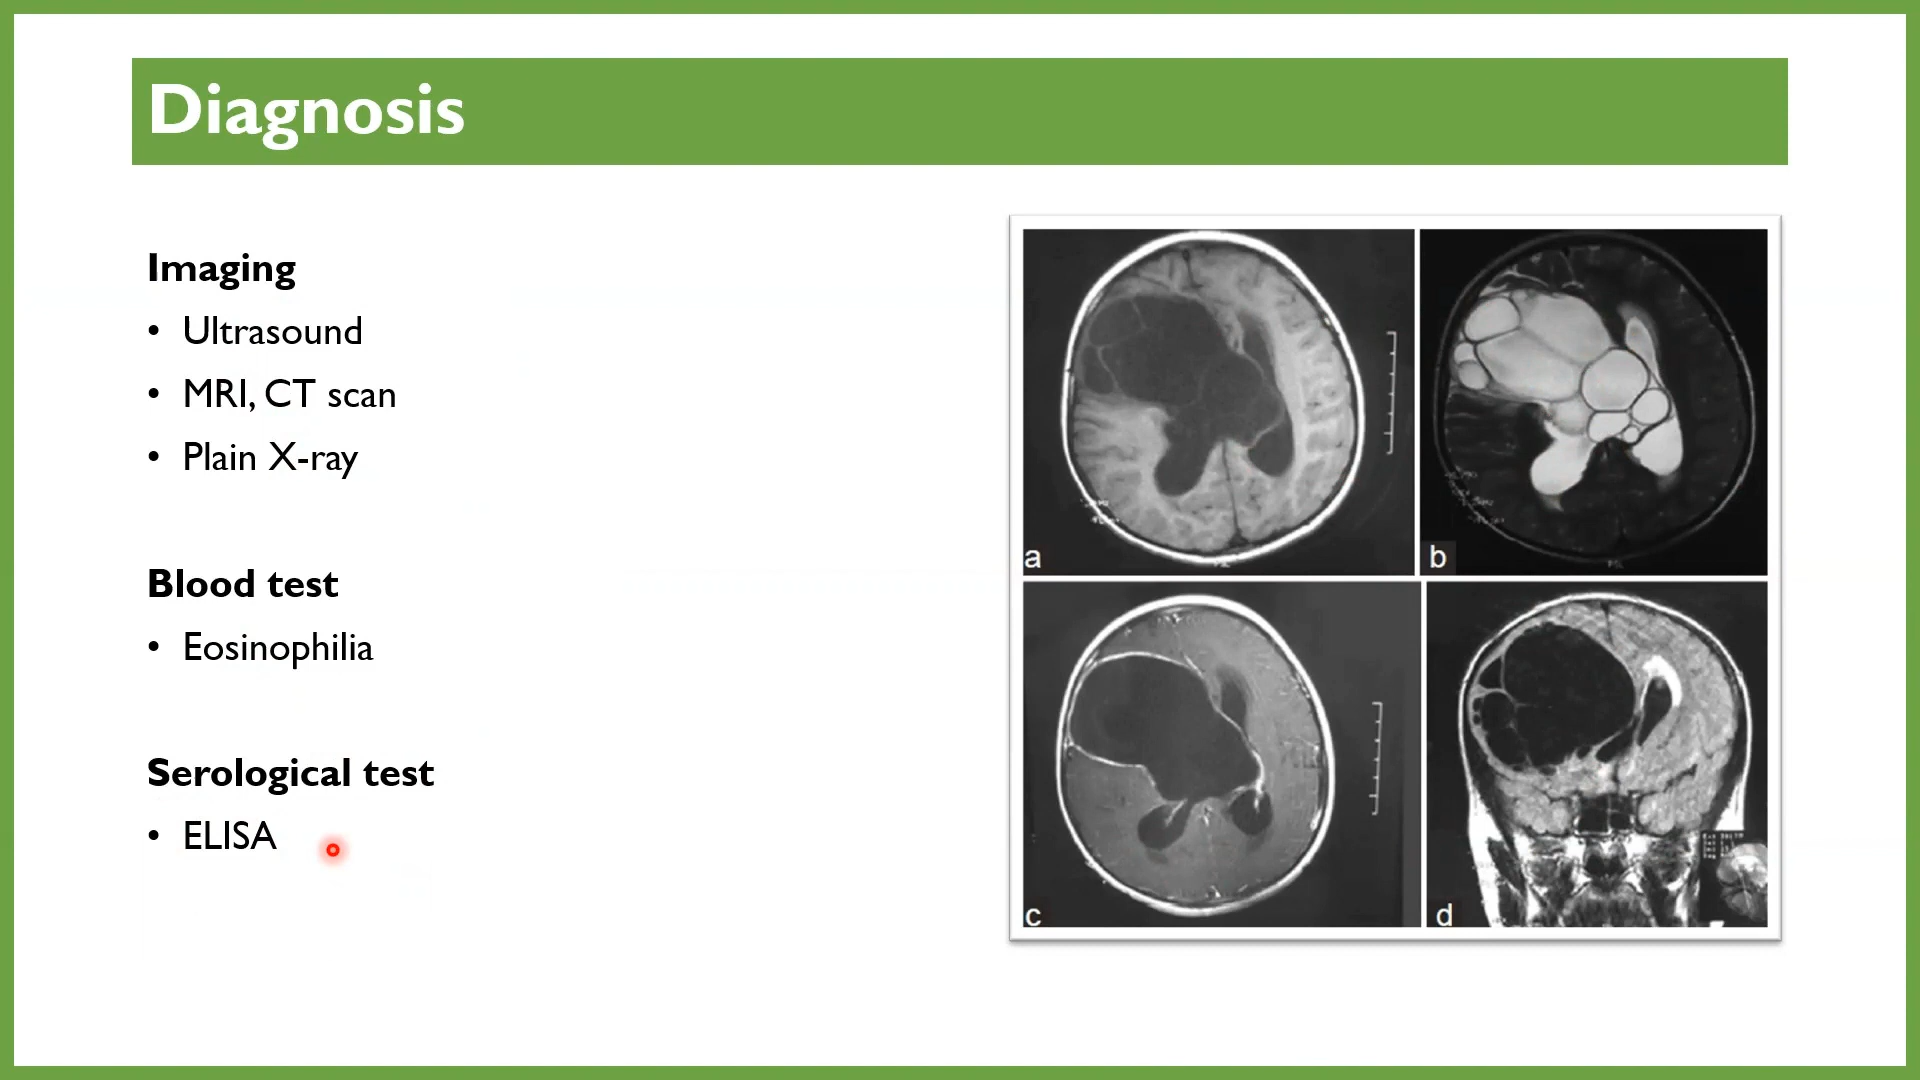 Diagnosis
Imaging
• Ultrasound
• MRI, CT scan
• Plain X-ray
Blood test
• Eosinophilia
Serological test
• ELISA
a
b
c
d